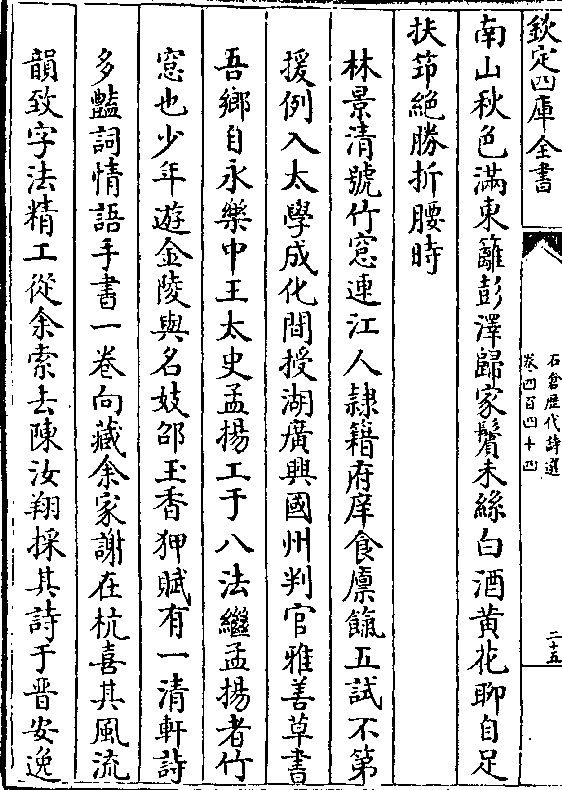 欽定四庫全書
石倉歷代詩選
卷四百四十四
二十五
南山秋色滿東籬彭澤歸家鬢未絲白酒黄花聊自足
扶筇絕勝折腰時
林景清號竹窓連江人隷籍府庠食廪餼五試不第
援例入太學成化間授湖廣興國州判官雅善草書
吾鄉自永樂中王太史孟揚工于八法繼孟揚者竹
窓也少年遊金陵與名妓邵玉香狎賦有一清軒詩
多豔詞情語手書一卷向藏余家謝在杭喜其風流
韻致字法精工從余索去陳汝翔採其詩于晋安逸